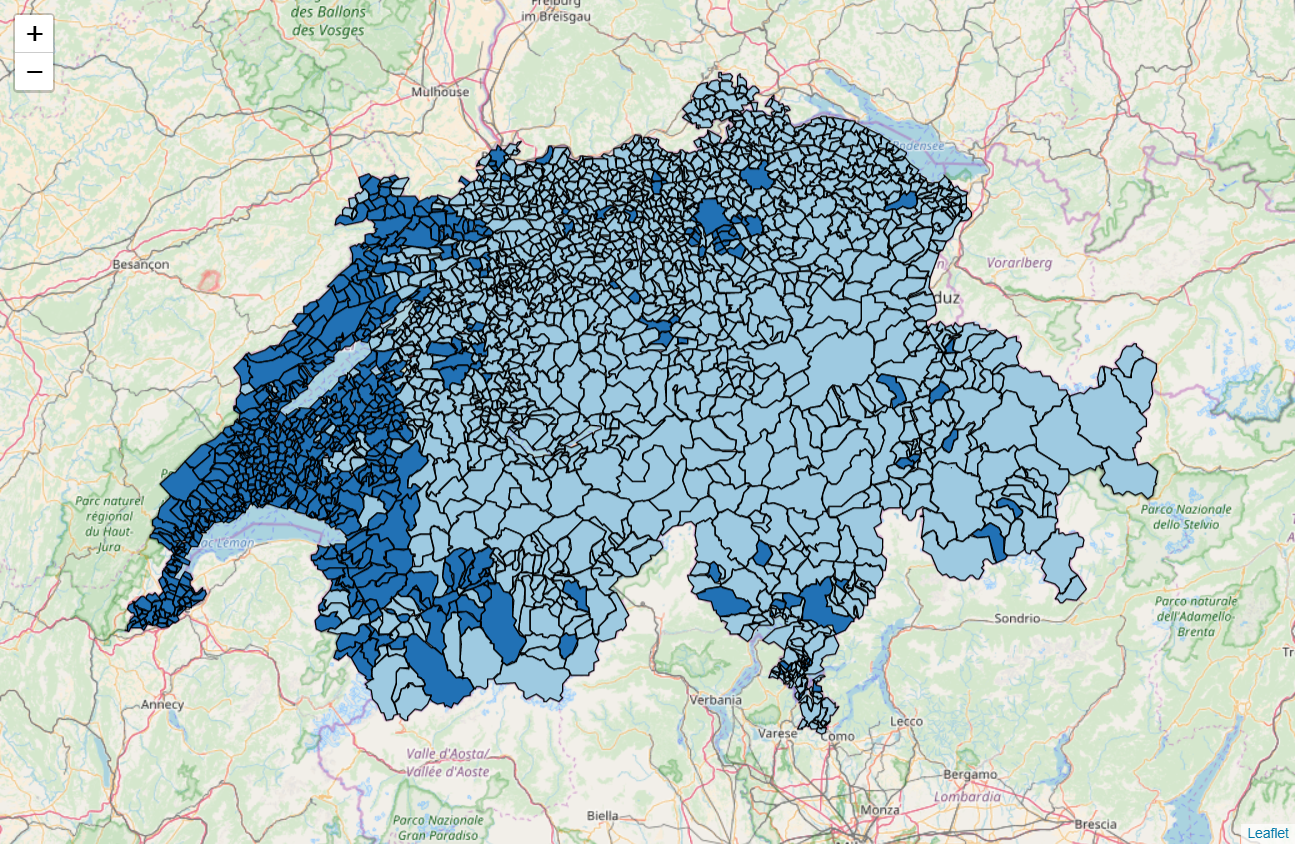 +
−
des Ballons
des Vosges
Freiburg
im Breisgau
Mulhouse
Bodensee
Besançon
Vorarlberg
duz
Parc naturel
régional
du Haut-
Jura
Parco Nazionale
dello Stelvio
Léman
Parco naturale
dell'Adamello-
Brenta
Sondrio
Tr
Annecy
Verbania
Lecco
Varese
Como
Valle d'Aosta/
Vallée d'Aoste
Bergamo
Lombardia
Biella
Monza
Brescia
Parco Nazionale
Gran Paradiso
Leaflet